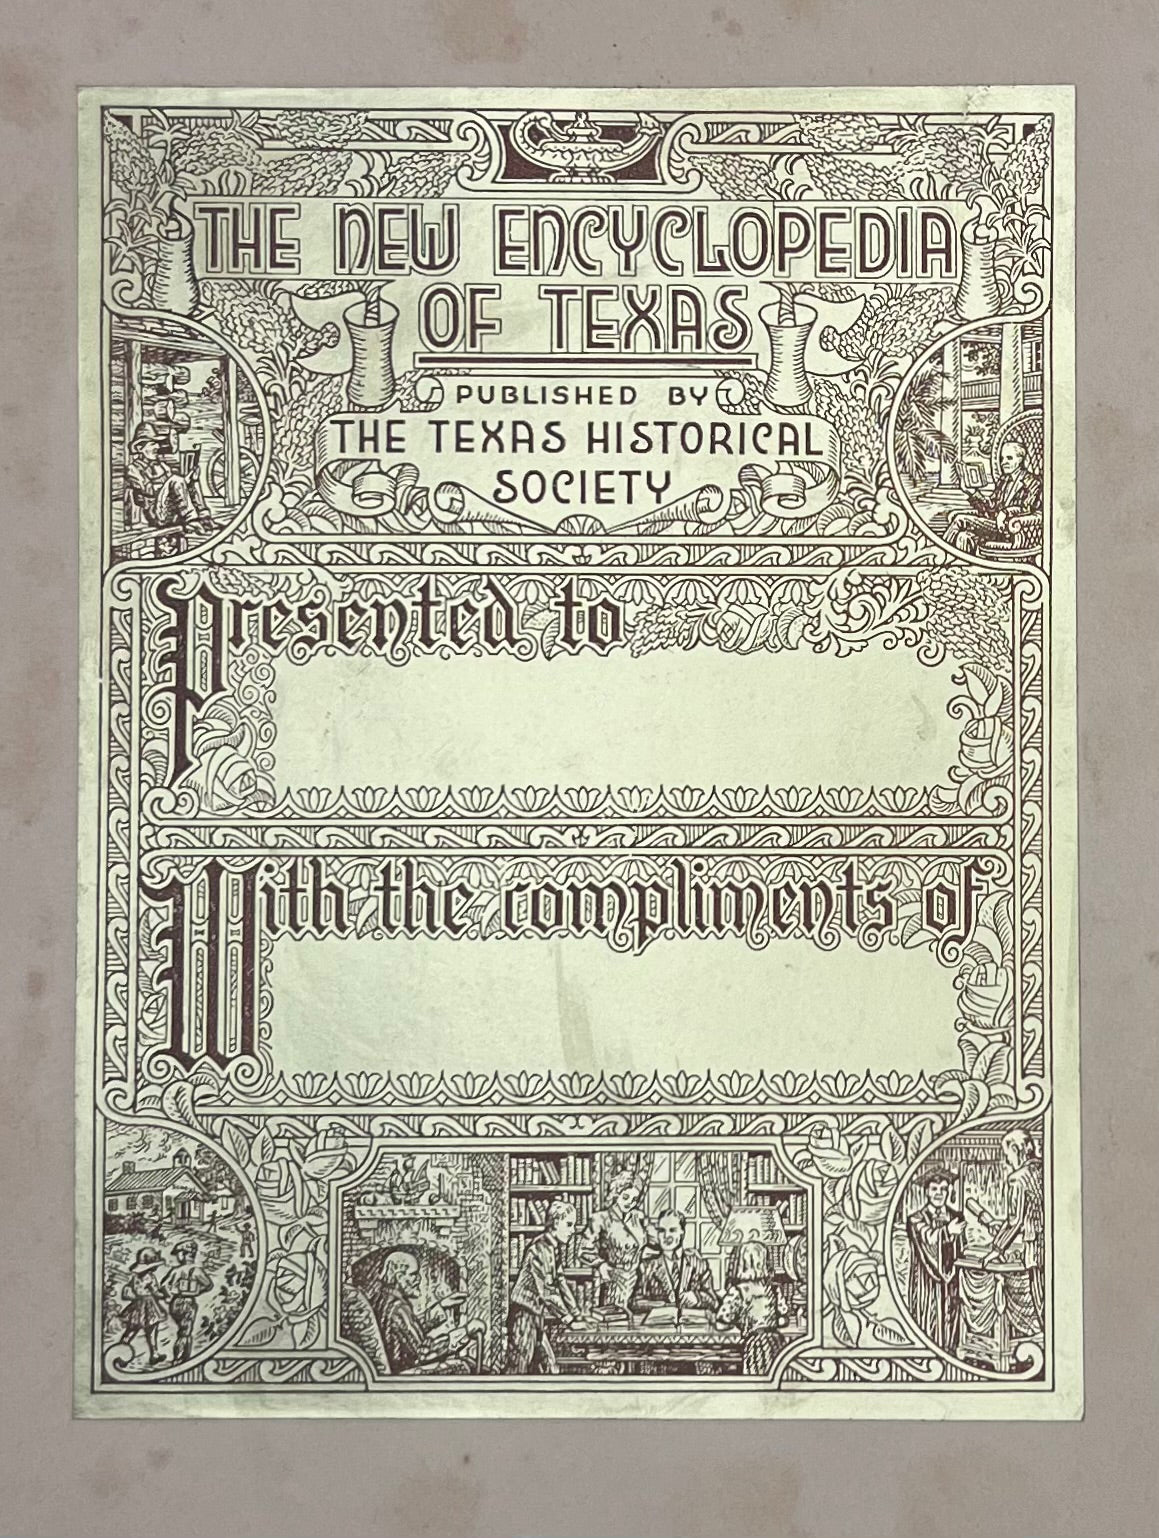 THE NEW ENCYCLOPEDIA
OF TEXAS
PUBLISHED BY
THE TEXAS HISTORICAL
SOCIETY
Presented to
With the compliments of